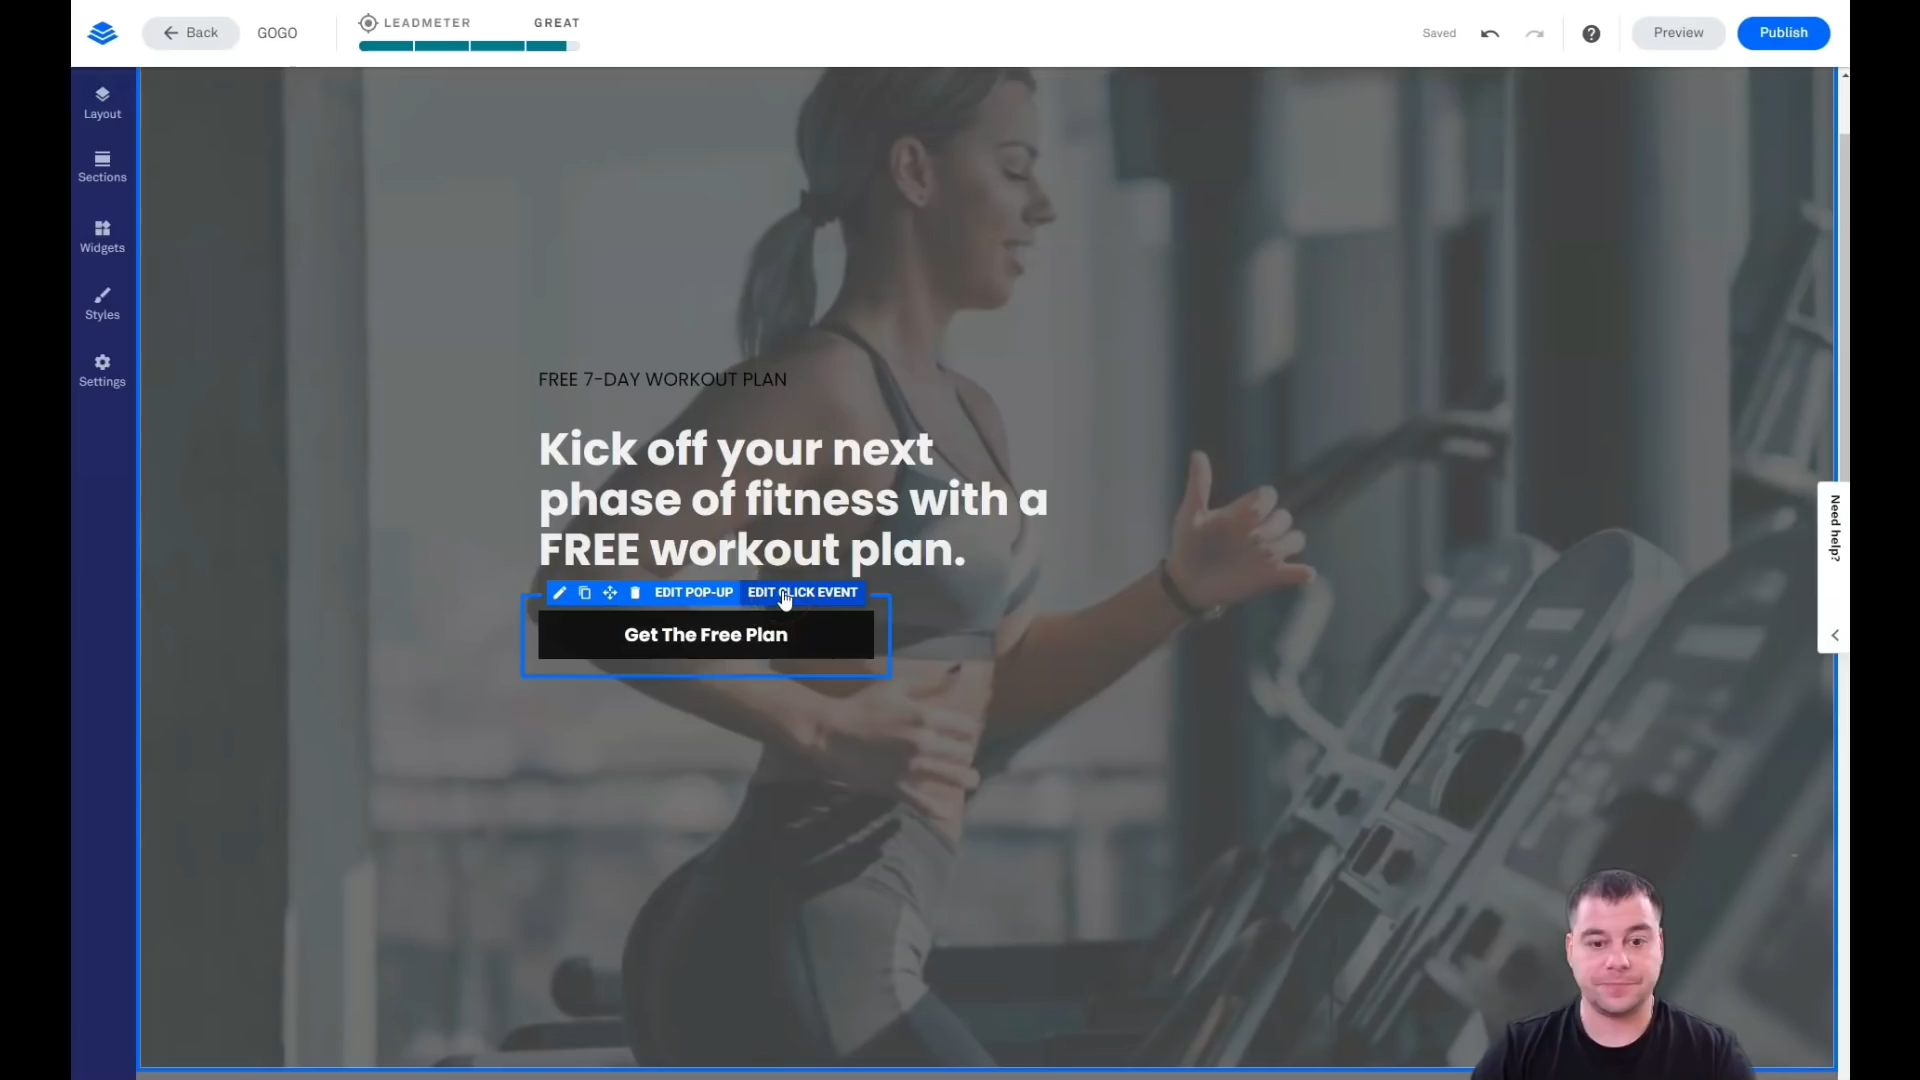 Back
GOGO
LEADMETER
GREAT
Saved
Preview
Publish
Layout
Sections
Widgets
Styles
Settings
FREE 7-DAY WORKOUT PLAN
Kick off your next
phase of fitness with a
FREE workout plan.
EDIT POP-UP
EDIT CLICK EVENT
Get The Free Plan
Need help?